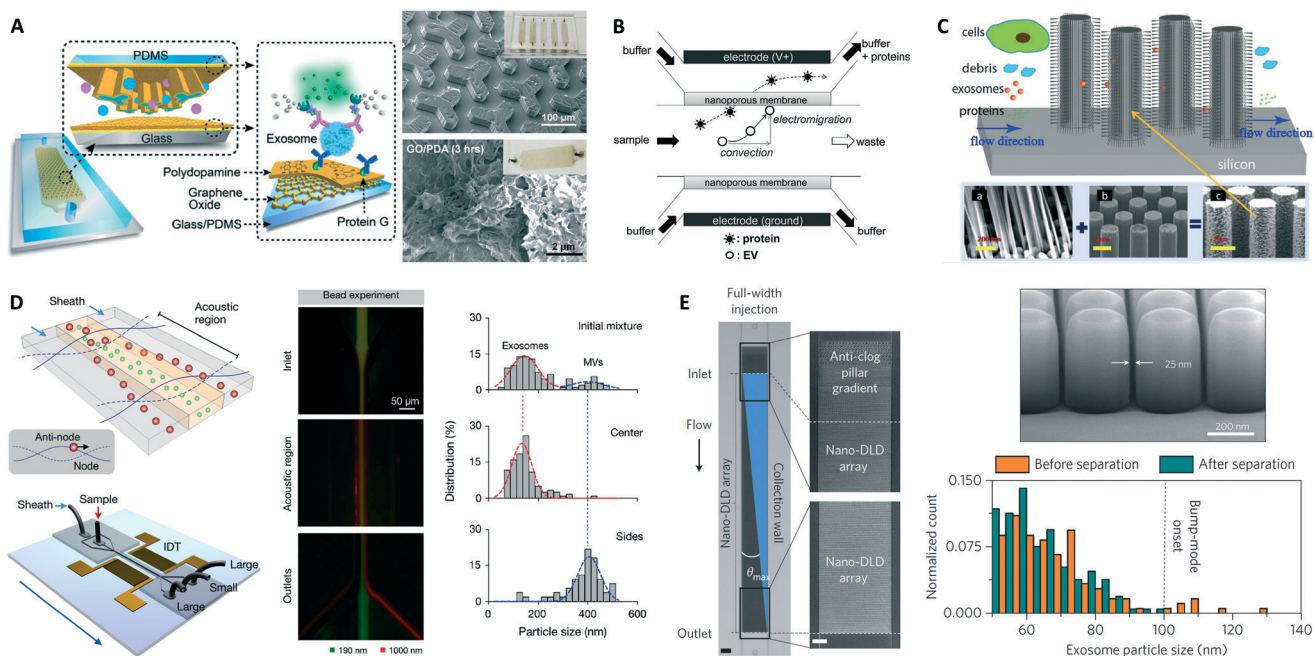 A
PDMS
Glass
Exosome
Polydopamine
Graphene
Oxide
Glass/PDMS
Protein G
100 μm
GO/PDA (3 hrs)
2 μm
B
buffer
electrode (V+)
buffer
+ proteins
nanoporous membrane
electromigration
sample
convection
waste
nanoporous membrane
electrode (ground)
buffer
buffer
: protein
: EV
C
cells
debris
exosomes
proteins
flow direction
flow direction
silicon
a
+
b
=
c
D
Sheath
Acoustic
region
Anti-node
Node
Sheath
Sample
IDT
Large
Small
Large
Bead experiment
Inlet
50 μm
Acoustic region
Outlets
190 nm
1000 nm
30
15
0
Exosomes
Initial mixture
MVs
30
15
0
Center
Distribution (%)
30
15
0
Sides
0
200
400
600
Particle size (nm)
E
Full-width
injection
Inlet
Flow
Nano-DLD array
Collection wall
θmax
Outlet
Anti-clog
pillar
gradient
Nano-DLD
array
Nano-DLD
array
25 nm
200 nm
Before separation
After separation
0.150
0.075
0.000
Normalized count
Bump-mode
onset
40
60
80
100
120
140
Exosome particle size (nm)